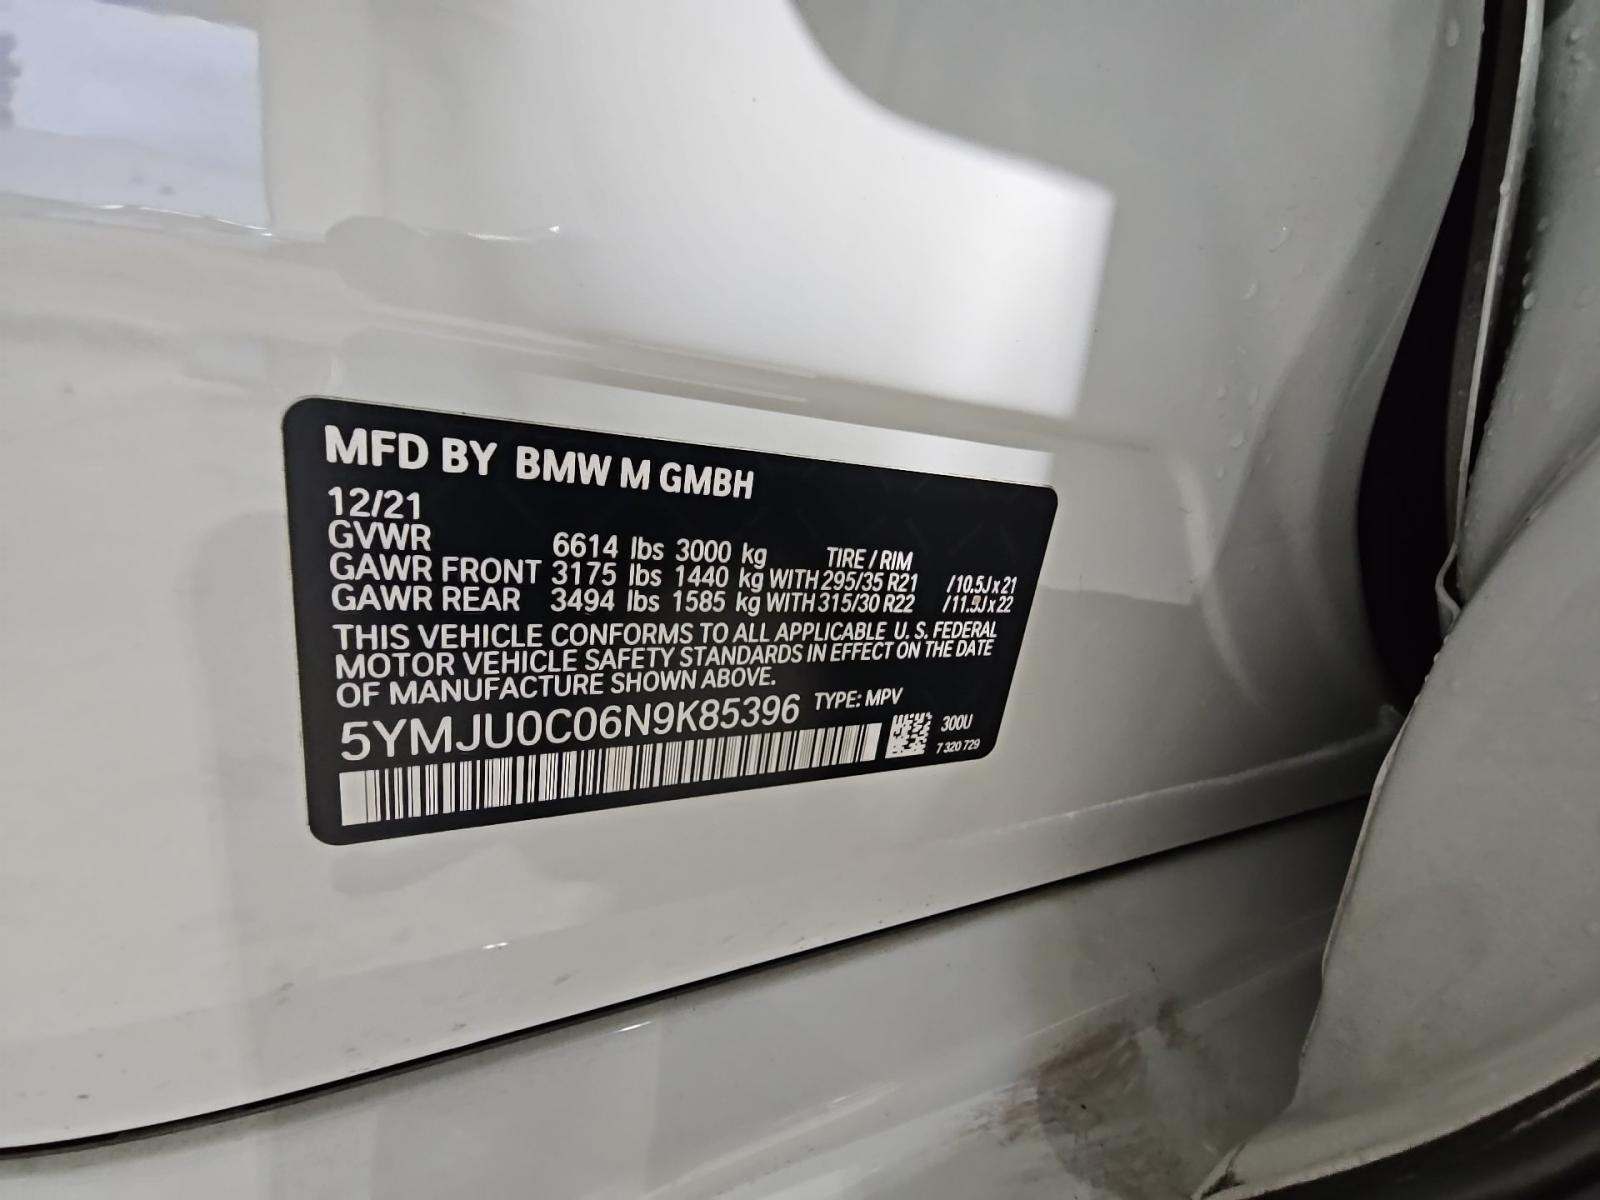 MFD BY BMW M GMBH
12/21
GVWR 6614 lbs 3000 kg TIRE / RIM
GAWR FRONT 3175 lbs 1440 kg WITH 295/35 R21 /10.5J x 21
GAWR REAR 3494 lbs 1585 kg WITH 315/30 R22 x 22
THIS VEHICLE CONFORMS TO ALL APPLICABLE U. S. FEDERAL
MOTOR VEHICLE SAFETY STANDARDS IN EFFECT ON THE DATE
OF MANUFACTURE SHOWN ABOVE.
5YMJU0C06N9K85396 TYPE: MPV
300U
7 320 729